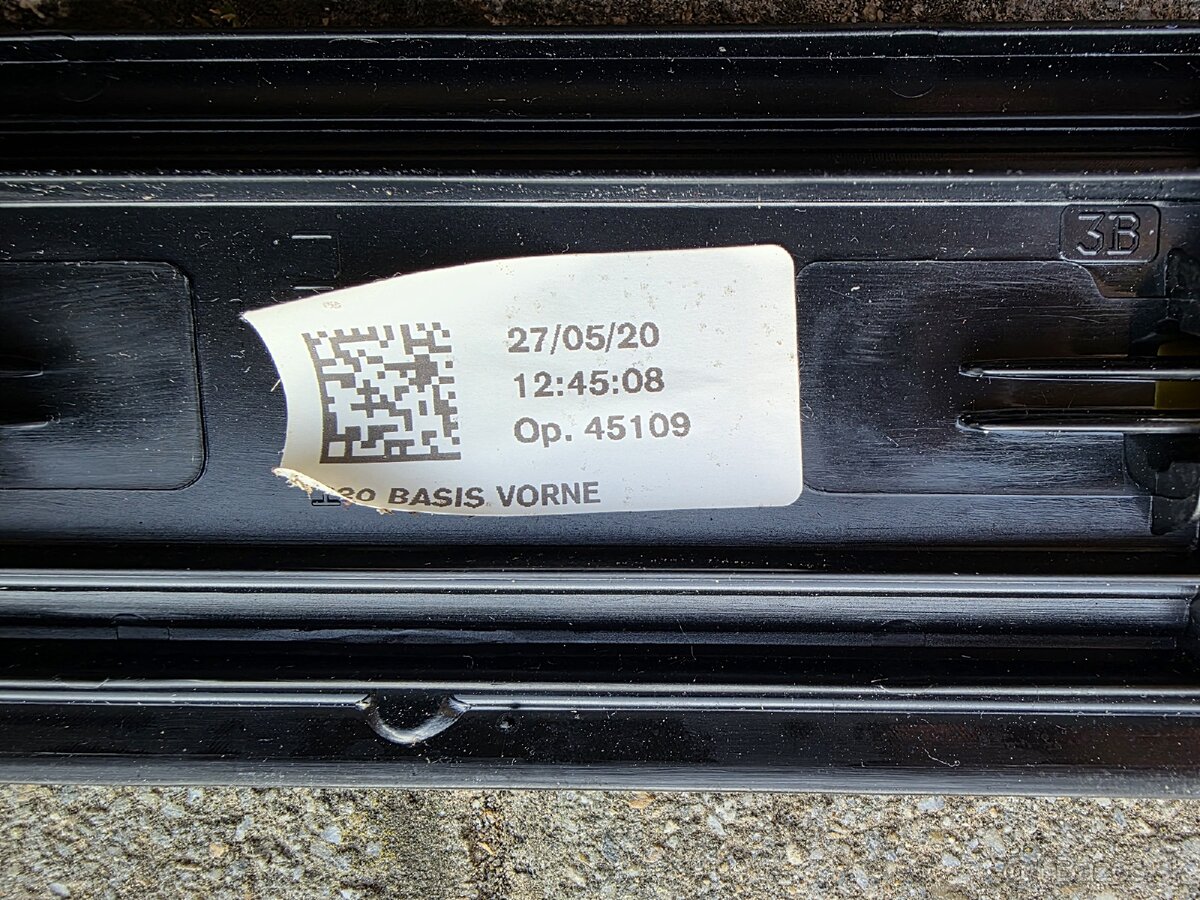 3B
27/05/20
12:45:08
Op. 45109
BASIS VORNE